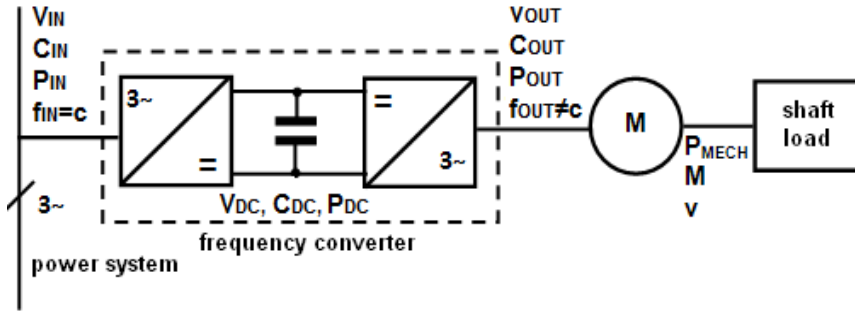 VIN
CIN
PIN
fIN=c
3~
power system
3~
=
VDC, CDC, PDC
=
3~
frequency converter
VOUT
COUT
POUT
fOUT≠c
M
PMECH
M
v
shaft
load